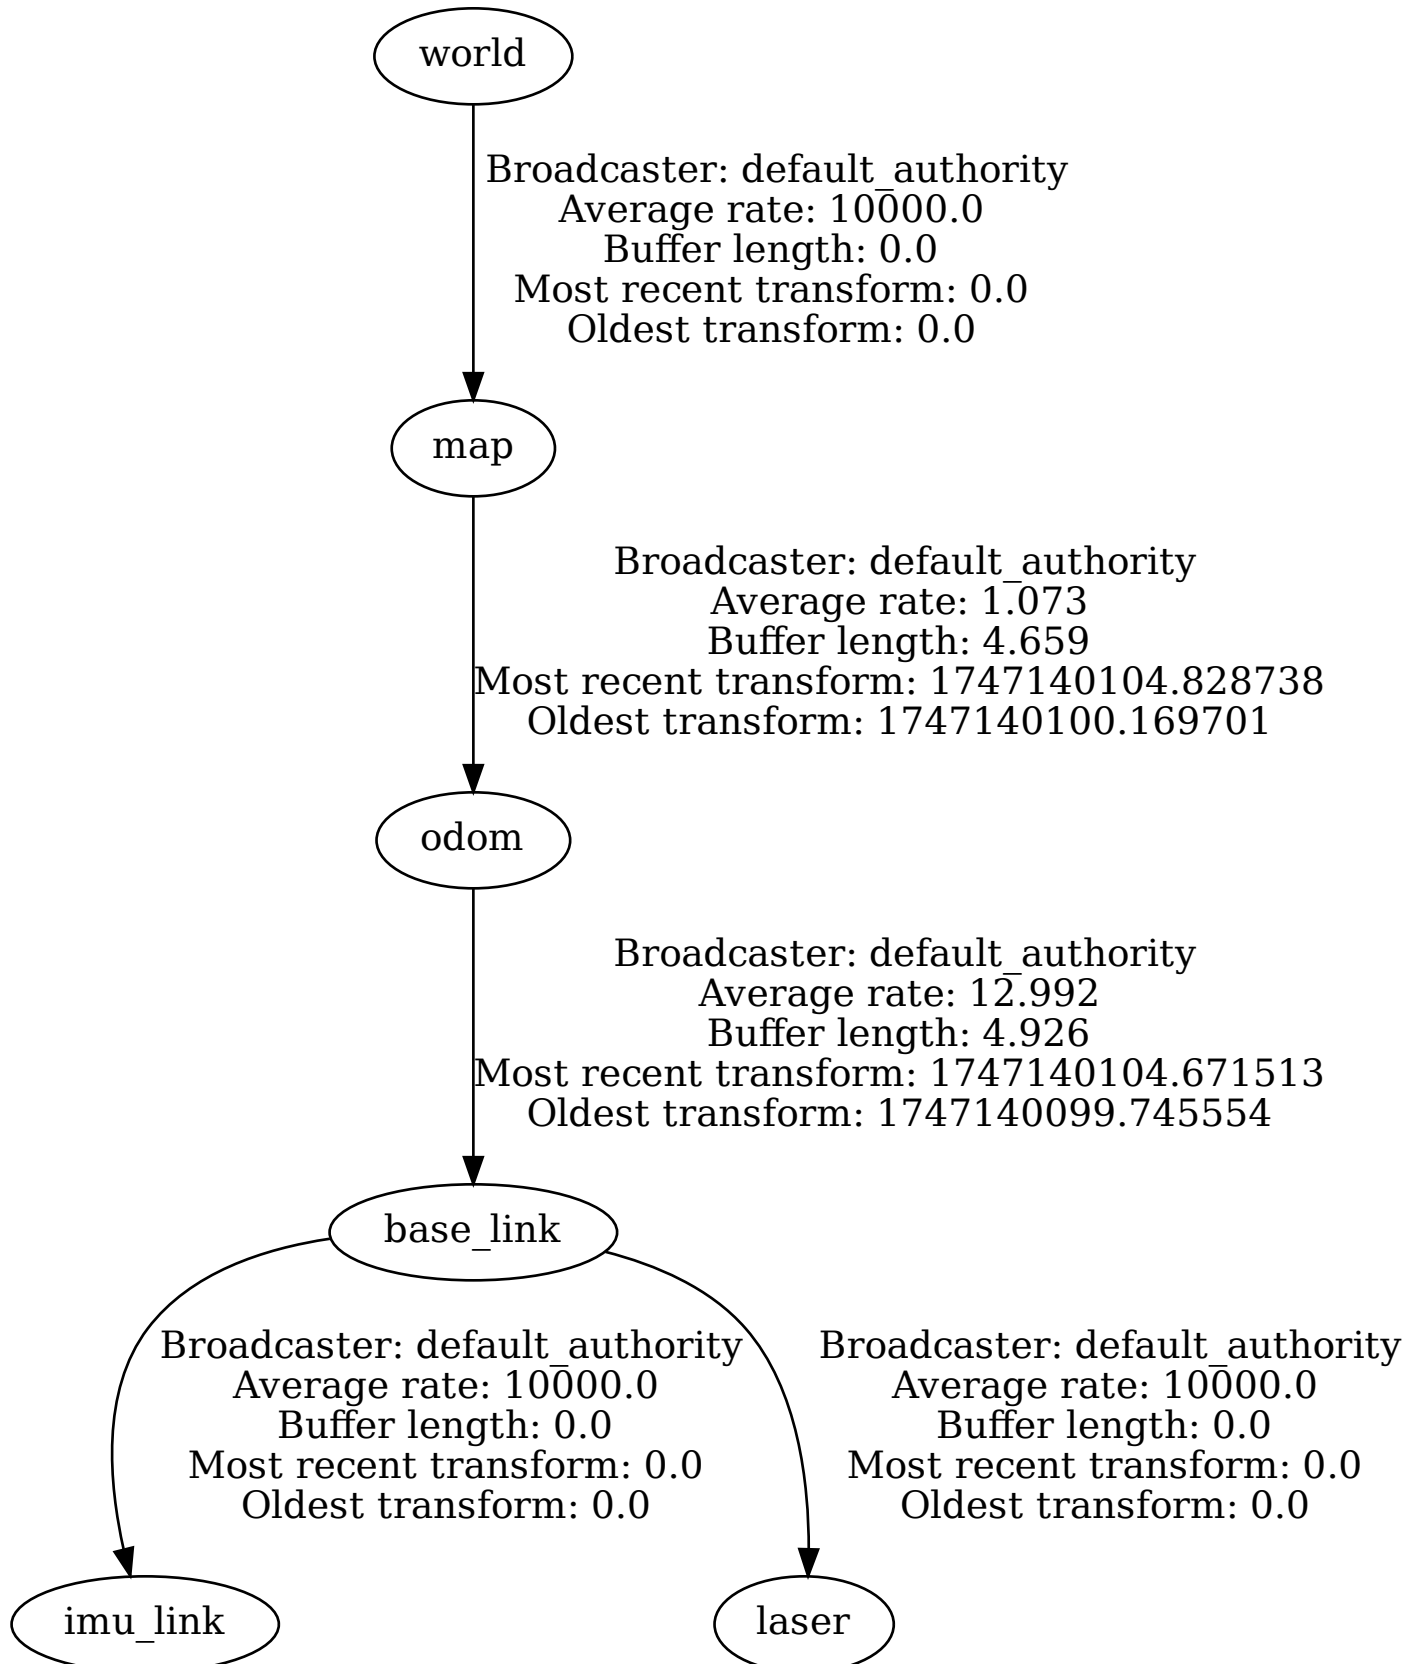 world
Broadcaster: default_authority
Average rate: 10000.0
Buffer length: 0.0
Most recent transform: 0.0
Oldest transform: 0.0
map
Broadcaster: default_authority
Average rate: 1.073
Buffer length: 4.659
Most recent transform: 1747140104.828738
Oldest transform: 1747140100.169701
odom
Broadcaster: default_authority
Average rate: 12.992
Buffer length: 4.926
Most recent transform: 1747140104.671513
Oldest transform: 1747140099.745554
base_link
Broadcaster: default_authority
Average rate: 10000.0
Buffer length: 0.0
Most recent transform: 0.0
Oldest transform: 0.0
Broadcaster: default_authority
Average rate: 10000.0
Buffer length: 0.0
Most recent transform: 0.0
Oldest transform: 0.0
imu_link
laser